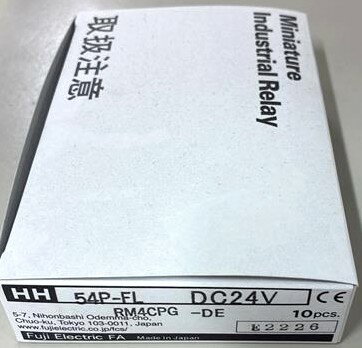 Miniature
Industrial Relay
取扱注意
HH 54P-FL DC24V CE
RM4CPG -DE 10pcs.
5-7, Nihonbashi Odemma-cho,
Chuo-ku, Tokyo 103-0011, Japan
www.fujielectric.co.jp/fcs/
Fuji Electric FA Made in Japan
E2226